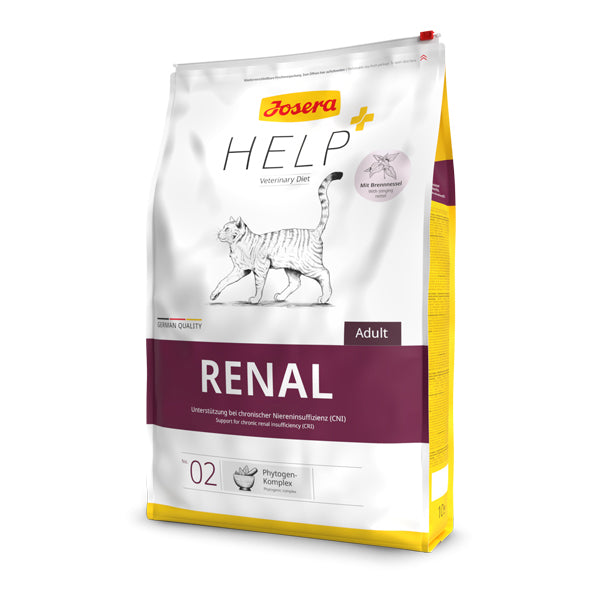 Josera
HELP+
Veterinary Diet
Mit Brennnessel
With stinging
nettle
GERMAN QUALITY
Adult
RENAL
Unterstützung bei chronischer Niereninsuffizienz (CNI)
Support for chronic renal insufficiency (CRI)
No. 02
Phytogen-
Komplex
Phytogenic complex